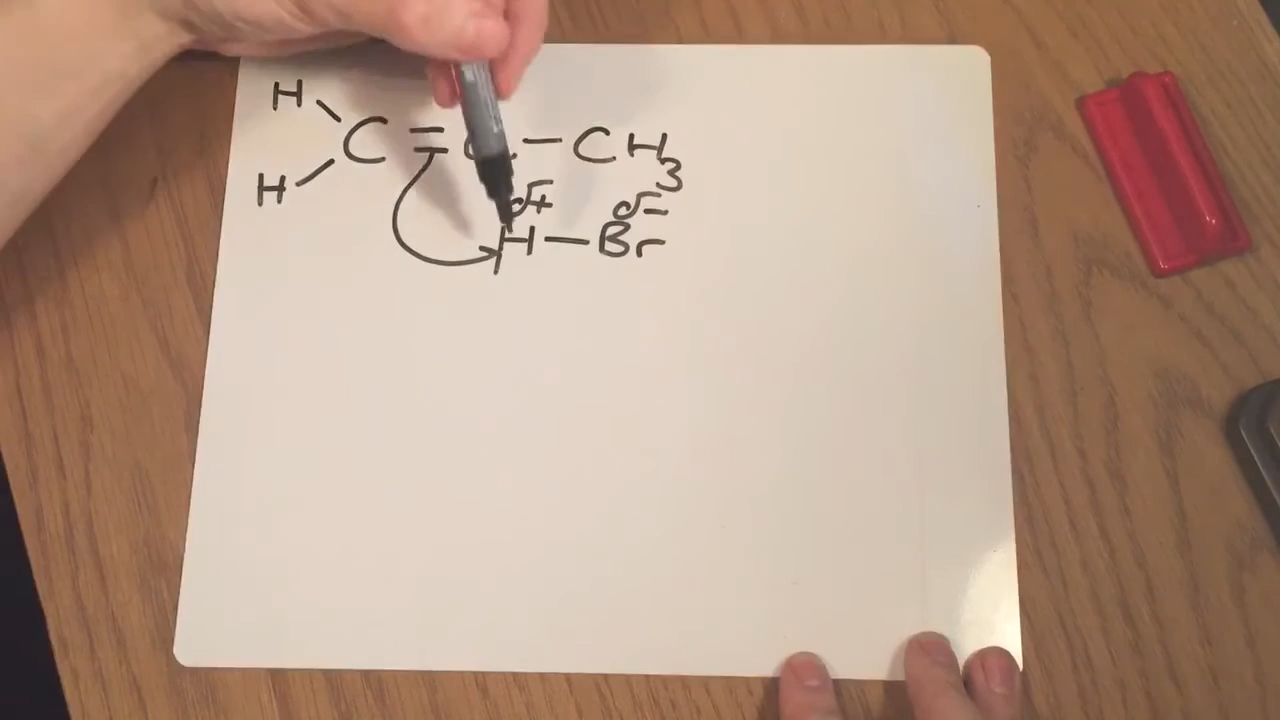 H
C = C — CH3
H
δ+ δ−
H — Br